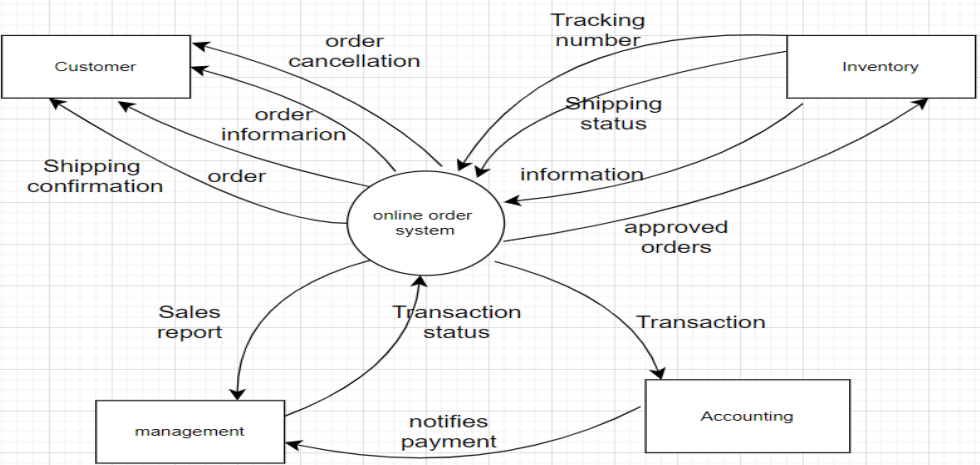 Tracking
number
order
cancellation
Customer
Inventory
Shipping
status
order
informarion
Shipping
confirmation
order
information
online order
system
approved
orders
Sales
report
Transaction
status
Transaction
notifies
payment
management
Accounting